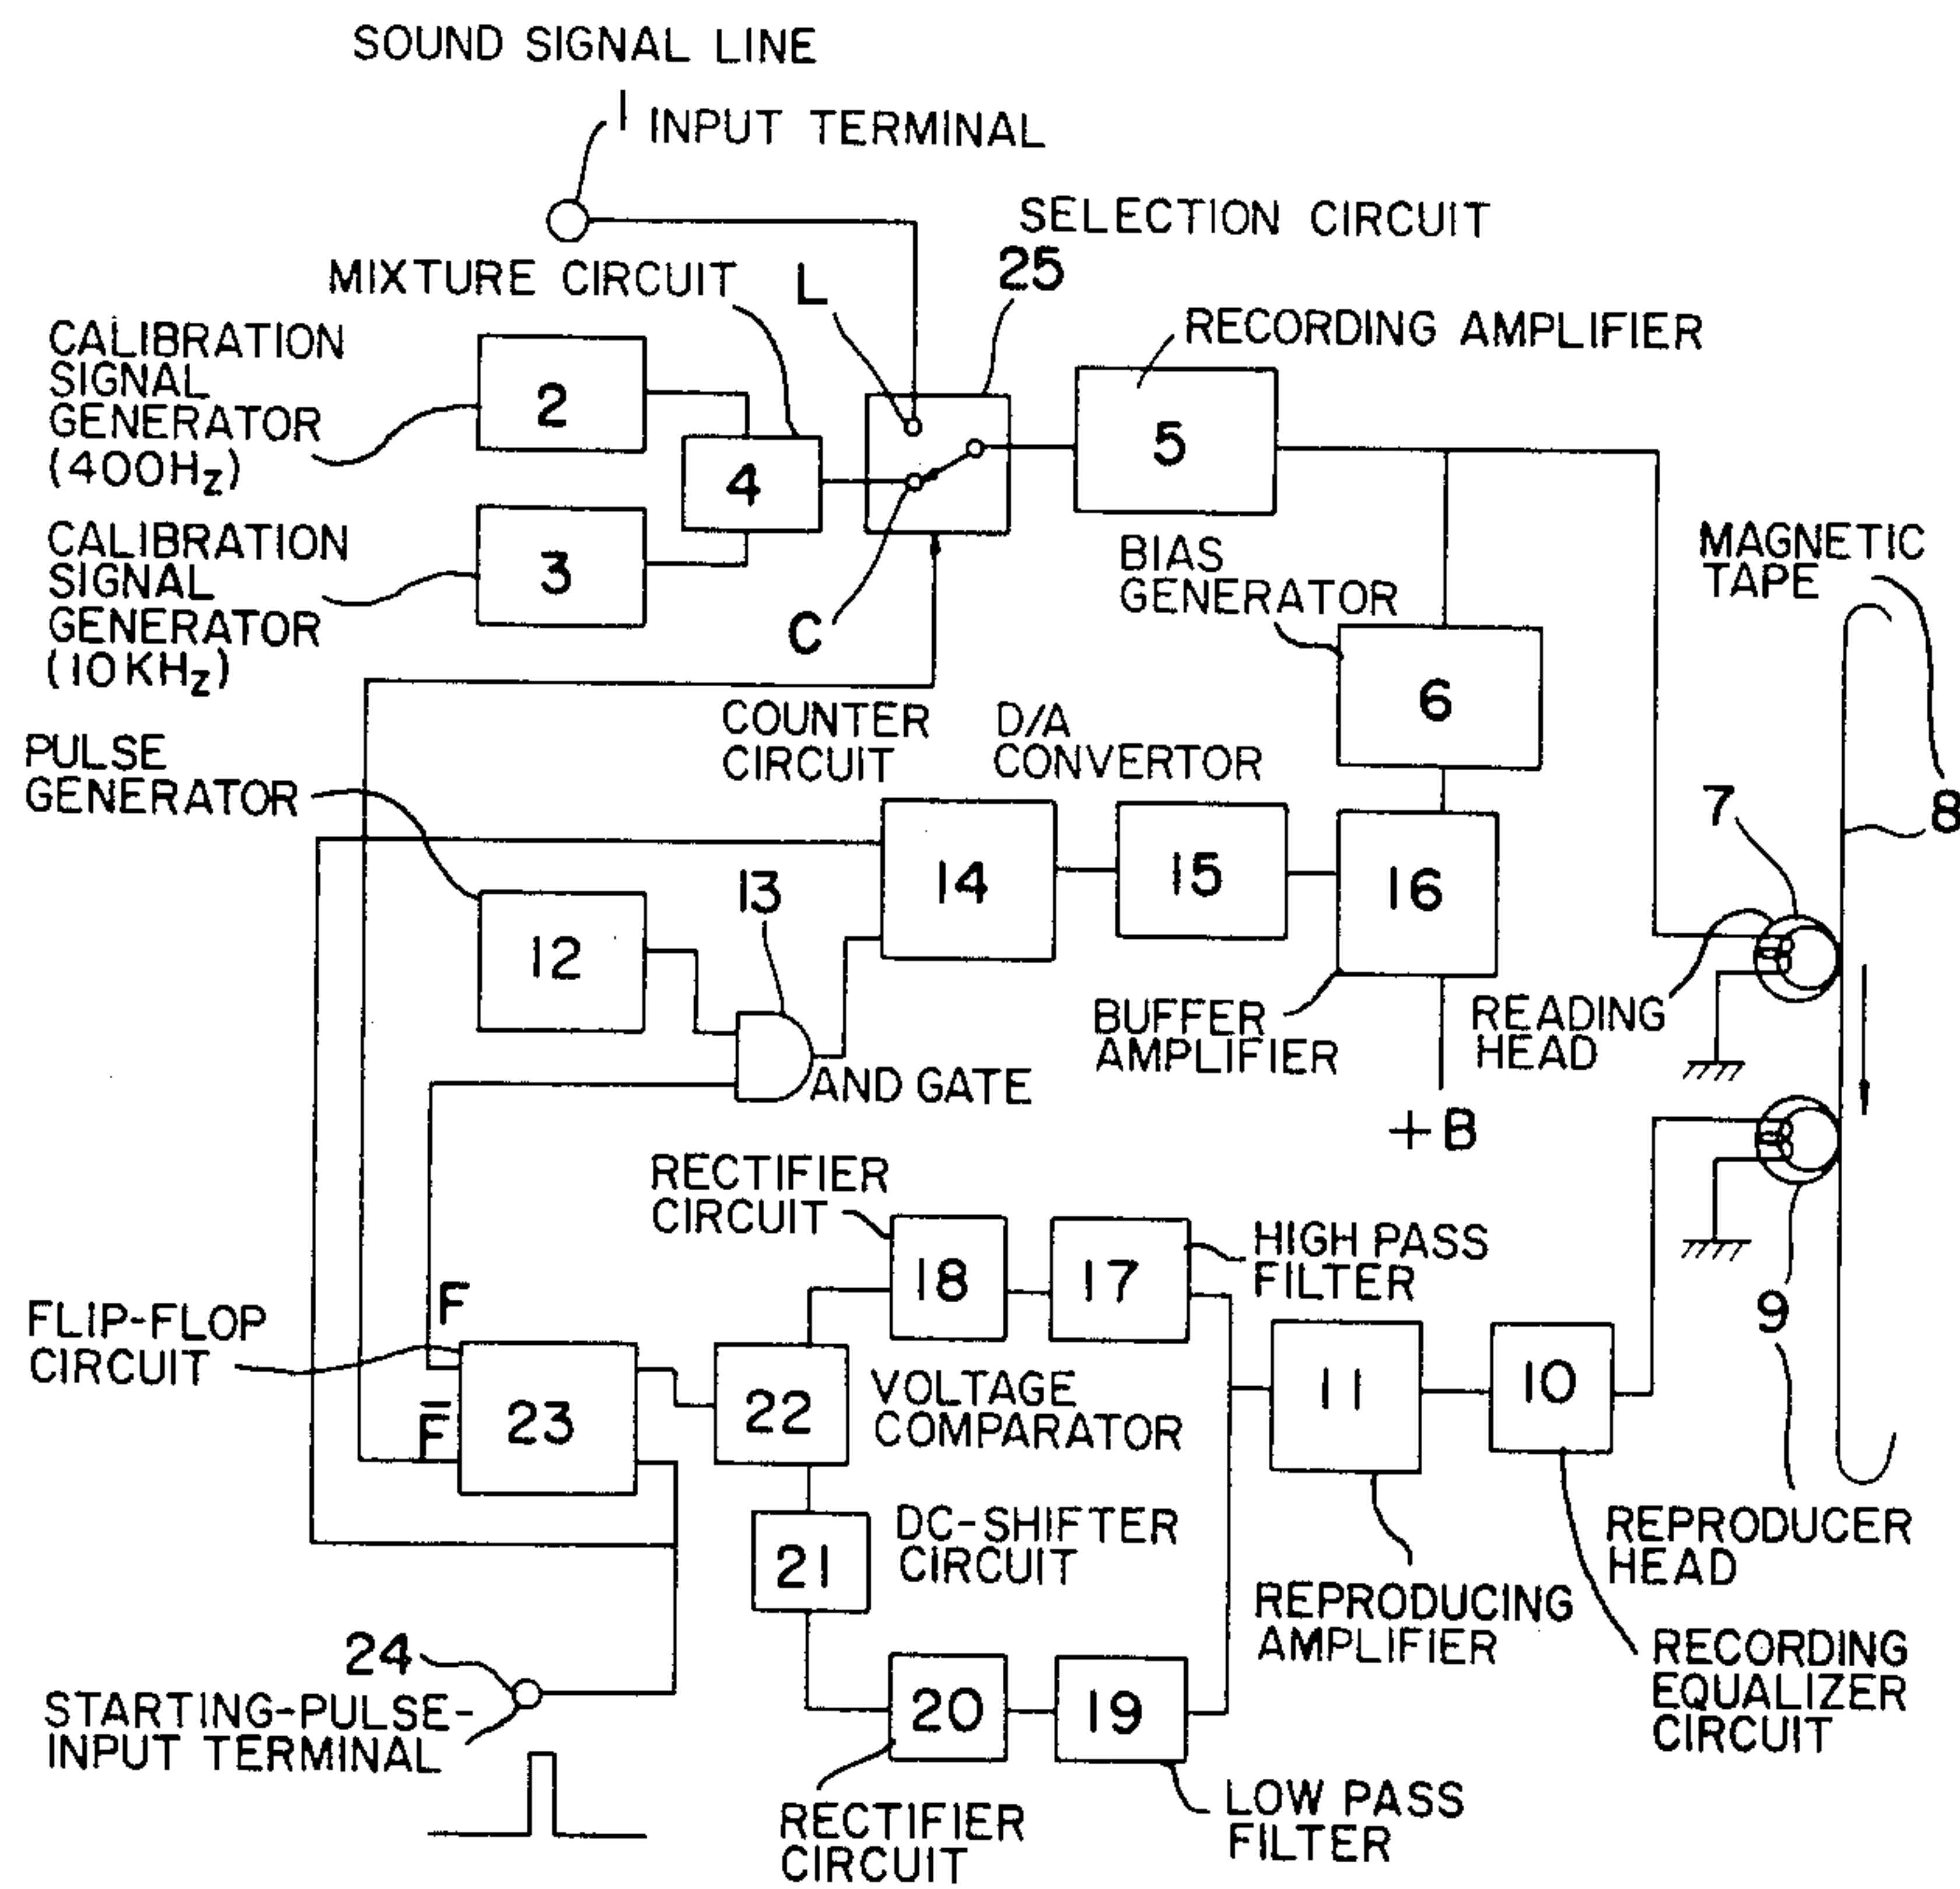 SOUND SIGNAL LINE
1 INPUT TERMINAL
SELECTION CIRCUIT
25
MIXTURE CIRCUIT
L
RECORDING AMPLIFIER
CALIBRATION
SIGNAL
GENERATOR
(400Hz)
2
4
5
CALIBRATION
SIGNAL
GENERATOR
(10KHz)
3
C
BIAS
GENERATOR
6
MAGNETIC
TAPE
8
7
COUNTER
CIRCUIT
D/A
CONVERTOR
PULSE
GENERATOR
12
13
14
15
16
AND GATE
BUFFER
AMPLIFIER
READING
HEAD
+B
RECTIFIER
CIRCUIT
18
17
HIGH PASS
FILTER
9
FLIP-FLOP
CIRCUIT
F
F̅
23
22
VOLTAGE
COMPARATOR
11
10
21
DC-SHIFTER
CIRCUIT
REPRODUCER
HEAD
REPRODUCING
AMPLIFIER
RECORDING
EQUALIZER
CIRCUIT
24
STARTING-PULSE-
INPUT TERMINAL
20
19
RECTIFIER
CIRCUIT
LOW PASS
FILTER